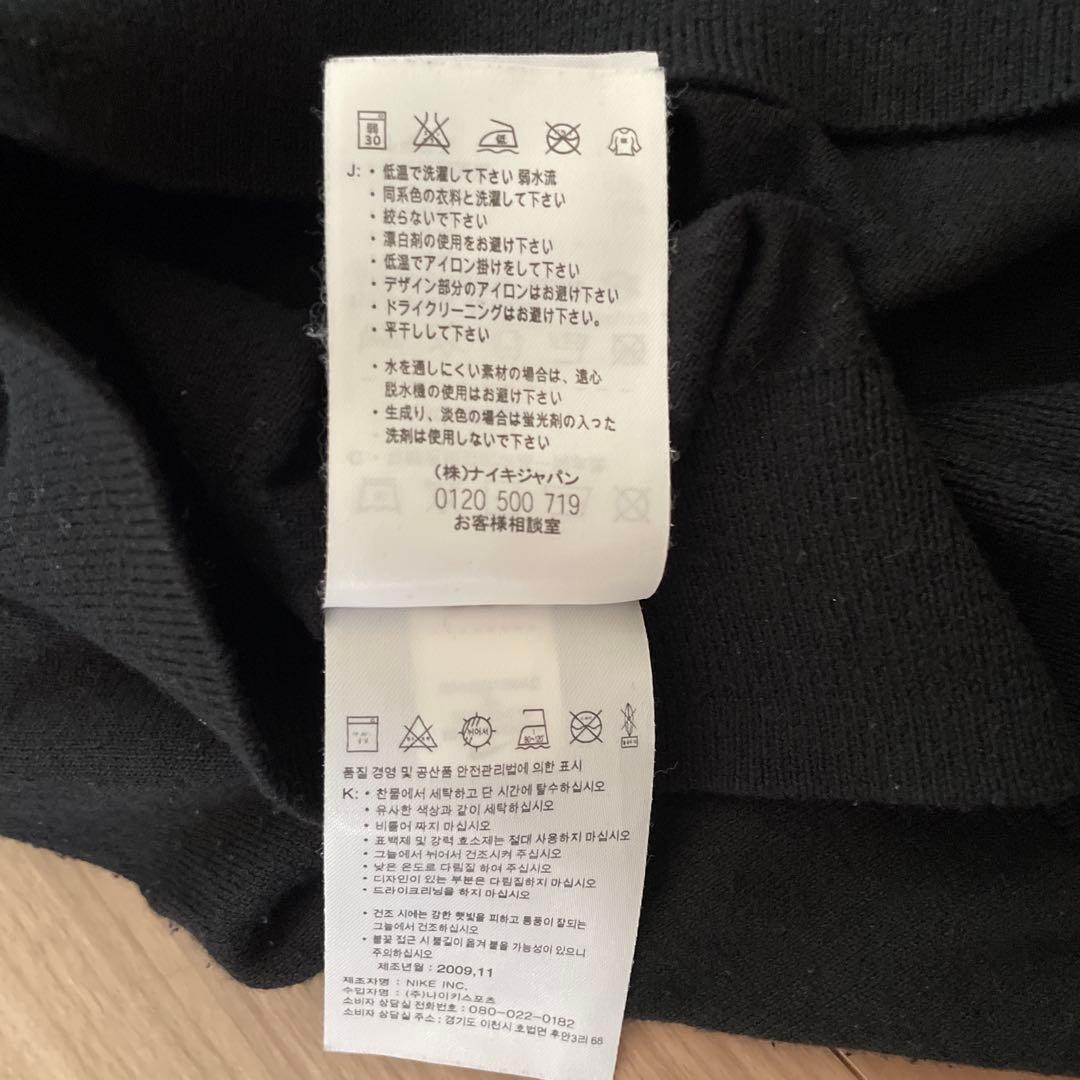 弱
30
低
J: ・ 低温で洗濯して下さい 弱水流
・ 同系色の衣料と洗濯して下さい
・ 絞らないで下さい
・ 漂白剤の使用をお避け下さい
・ 低温でアイロン掛けをして下さい
・ デザイン部分のアイロンはお避け下さい
・ ドライクリーニングはお避け下さい。
・ 平干しして下さい
・ 水を通しにくい素材の場合は、遠心
脱水機の使用はお避け下さい
・ 生成り、淡色の場合は蛍光剤の入った
洗剤は使用しないで下さい
(株)ナイキジャパン
0120 500 719
お客様相談室
뉘어서
80~120
품질 경영 및 공산품 안전관리법에 의한 표시
K: • 찬물에서 세탁하고 단 시간에 탈수하십시오
• 유사한 색상과 같이 세탁하십시오
• 비틀어 짜지 마십시오
• 표백제 및 강력 효소제는 절대 사용하지 마십시오
• 그늘에서 뉘어서 건조시켜 주십시오
• 낮은 온도로 다림질 하여 주십시오
• 디자인이 있는 부분은 다림질하지 마십시오
• 드라이크리닝을 하지 마십시오
• 건조 시에는 강한 햇빛을 피하고 통풍이 잘되는
그늘에서 건조하십시오
• 불꽃 접근 시 불길이 옮겨 붙을 가능성이 있으니
주의하십시오
제조년월 : 2009,11
제조자명 : NIKE INC.
수입자명 : (주)나이키스포츠
소비자 상담실 전화번호 : 080-022-0182
소비자 상담실 주소 : 경기도 이천시 호법면 후안3리 68